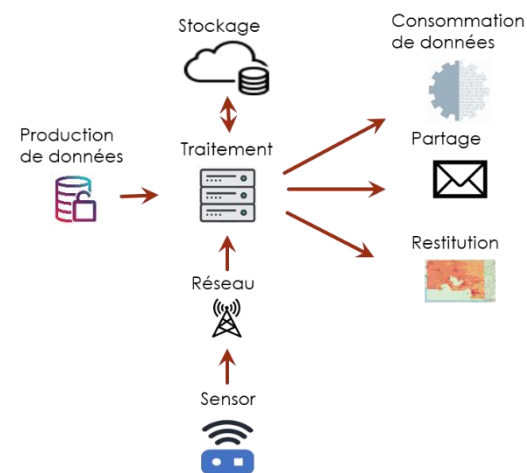 Stockage
Consommation
de données
Production
de données
Traitement
Partage
Restitution
Réseau
Sensor